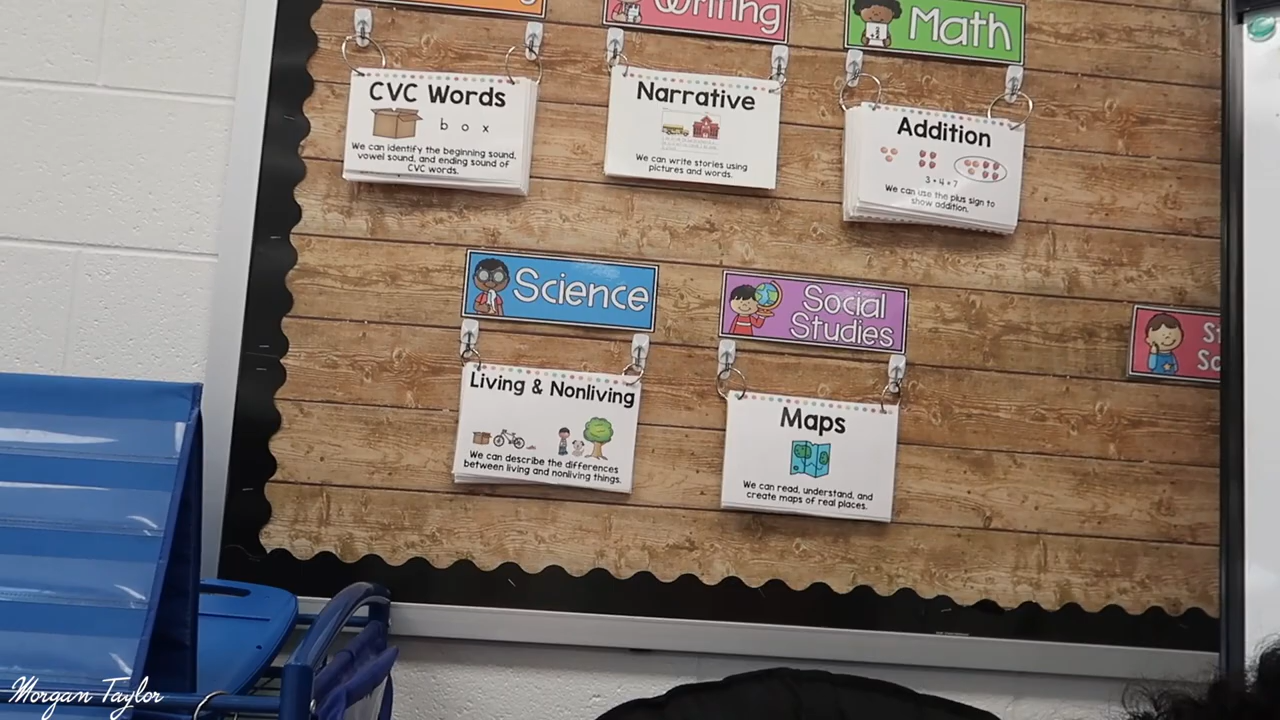 Writing
Math
CVC Words
b o x
We can identify the beginning sound,
vowel sound, and ending sound of
CVC words.
Narrative
We can write stories using
pictures and words.
Addition
3 + 4 = 7
We can use the plus sign to
show addition.
Science
Social
Studies
Living & Nonliving
We can describe the differences
between living and nonliving things.
Maps
We can read, understand, and
create maps of real places.
Morgan Taylor